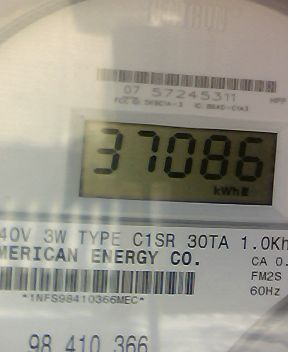 07 57245311
37086
kWh
40V 3W TYPE C1SR 30TA 1.0Kh
MERICAN ENERGY CO.
CA 0.
FM2S
60Hz
*1NFS98410366MEC*
98 410 366